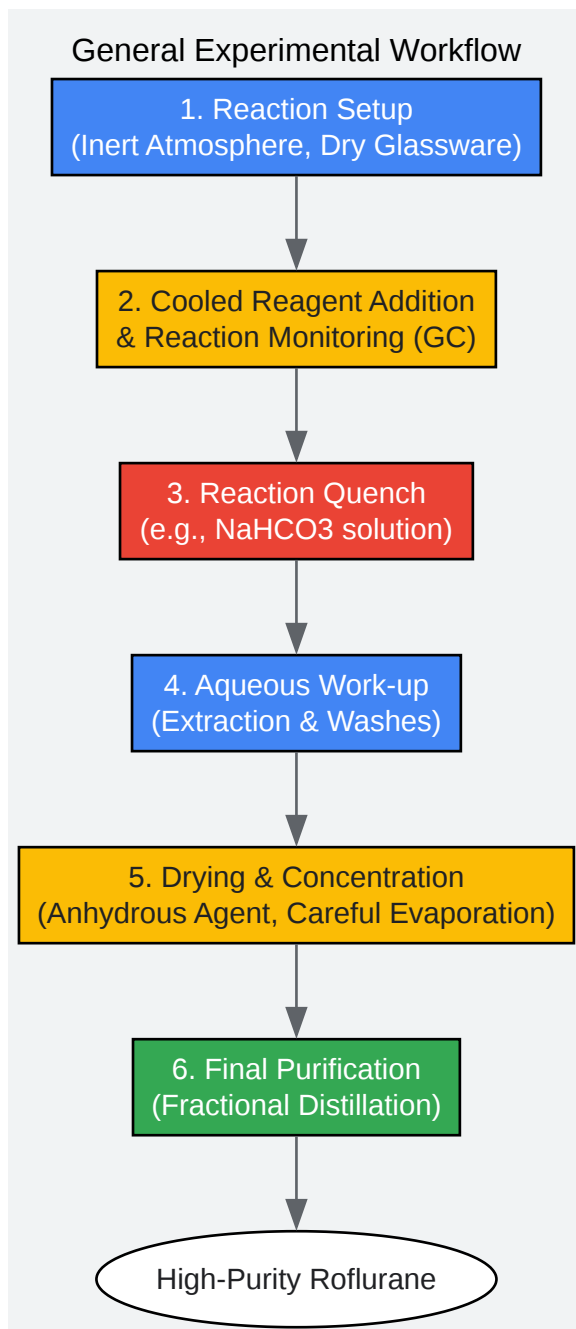 General Experimental Workflow
1. Reaction Setup
(Inert Atmosphere, Dry Glassware)
2. Cooled Reagent Addition
& Reaction Monitoring (GC)
3. Reaction Quench
(e.g., NaHCO3 solution)
4. Aqueous Work-up
(Extraction & Washes)
5. Drying & Concentration
(Anhydrous Agent, Careful Evaporation)
6. Final Purification
(Fractional Distillation)
High-Purity Roflurane